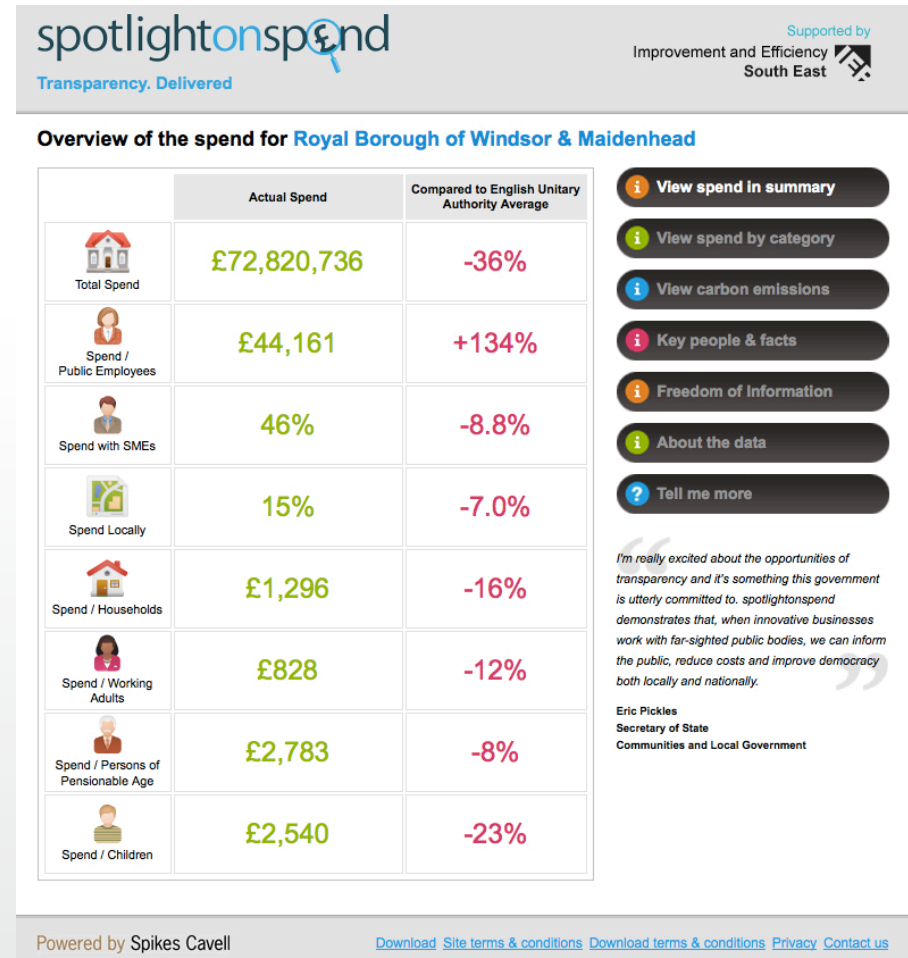 spotlightonsp£nd
Transparency. Delivered
Supported by
Improvement and Efficiency
South East
Overview of the spend for Royal Borough of Windsor & Maidenhead
Actual Spend
Compared to English Unitary
Authority Average
Total Spend
£72,820,736
-36%
Spend /
Public Employees
£44,161
+134%
Spend with SMEs
46%
-8.8%
Spend Locally
15%
-7.0%
Spend / Households
£1,296
-16%
Spend / Working
Adults
£828
-12%
Spend / Persons of
Pensionable Age
£2,783
-8%
Spend / Children
£2,540
-23%
i View spend in summary
i View spend by category
i View carbon emissions
i Key people & facts
i Freedom of Information
i About the data
? Tell me more
“
I'm really excited about the opportunities of
transparency and it's something this government
is utterly committed to. spotlightonspend
demonstrates that, when innovative businesses
work with far-sighted public bodies, we can inform
the public, reduce costs and improve democracy
both locally and nationally.
”
Eric Pickles
Secretary of State
Communities and Local Government
Powered by Spikes Cavell
Download Site terms & conditions Download terms & conditions Privacy Contact us